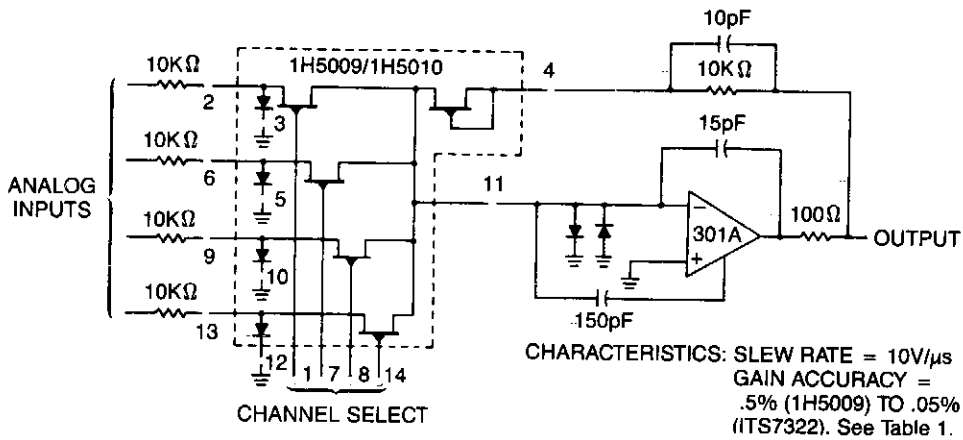 10pF
1H5009/1H5010
4
10KΩ
10KΩ
2
3
15pF
10KΩ
6
5
11
ANALOG
INPUTS
−
301A
+
100Ω
OUTPUT
10KΩ
9
10
10KΩ
150pF
13
12
1 7 8 14
CHANNEL SELECT
CHARACTERISTICS: SLEW RATE = 10V/µs
GAIN ACCURACY =
.5% (1H5009) TO .05%
(ITS7322). See Table 1.